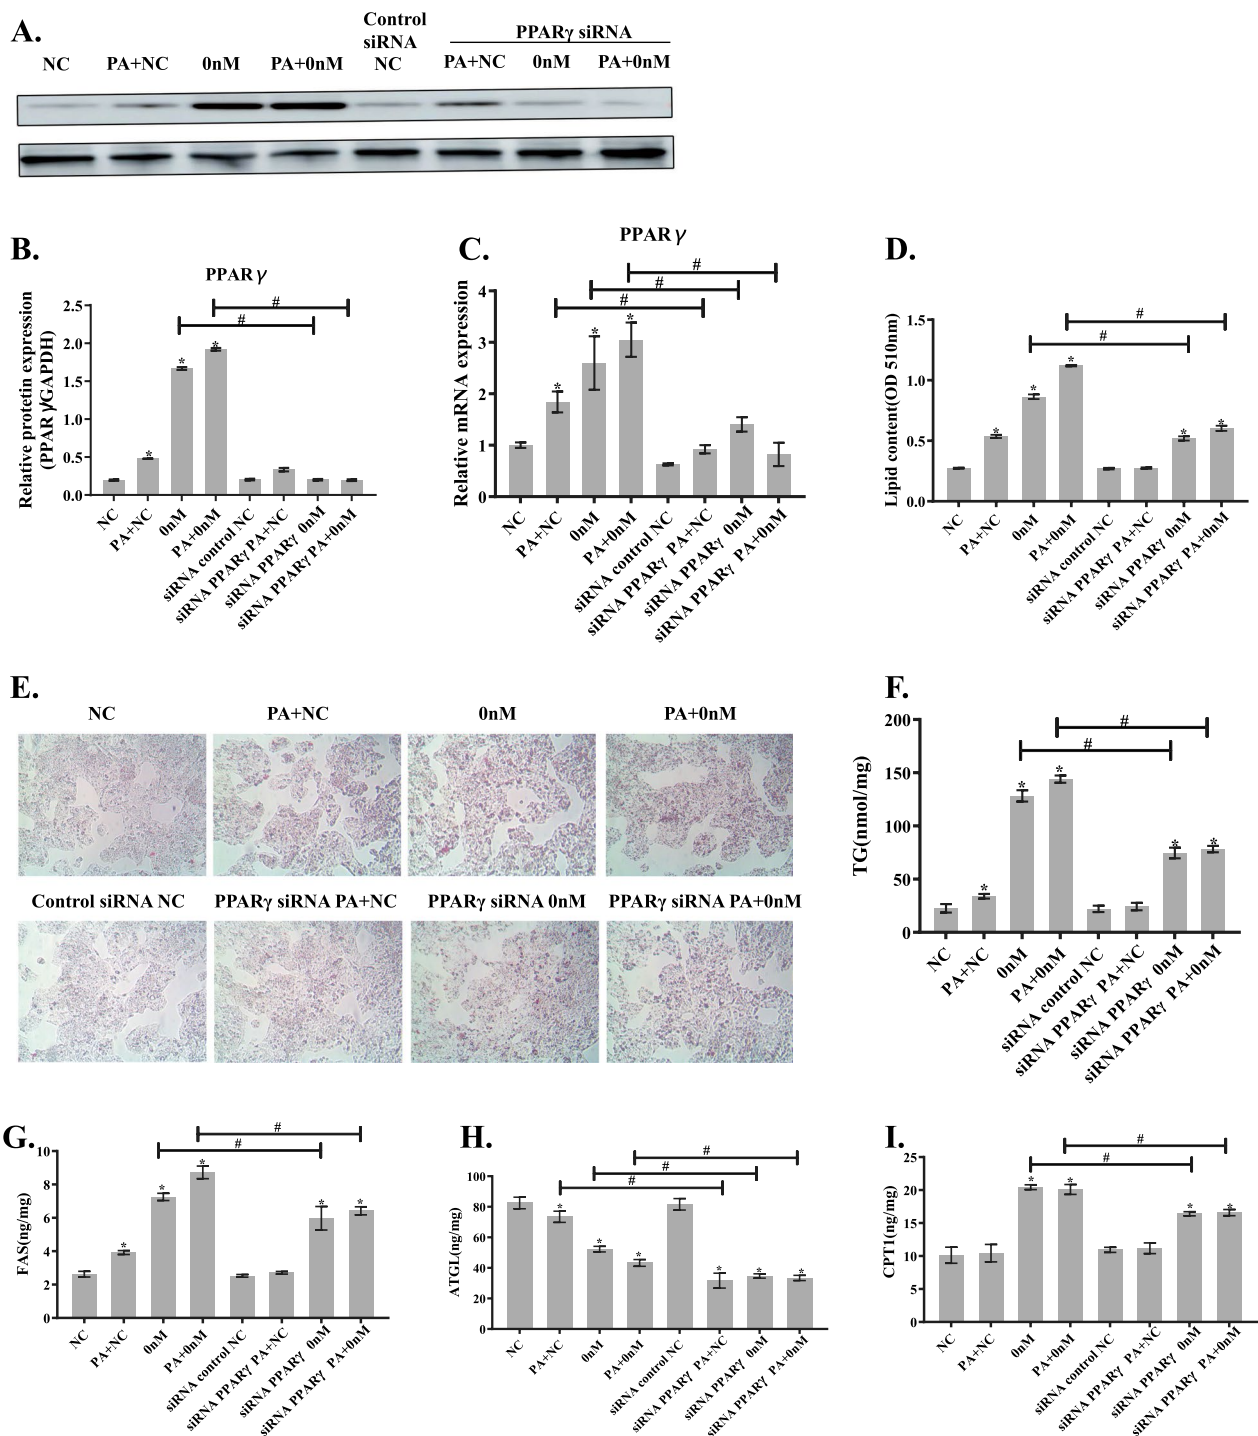 A.
Control
siRNA
PPARγ siRNA
NC PA+NC 0nM PA+0nM NC PA+NC 0nM PA+0nM
B.
PPARγ
Relative protetin expression
(PPARγ/GAPDH)
2.5
2.0
1.5
1.0
0.5
0.0
* * *
# #
NC
PA+NC
0nM
PA+0nM
siRNA control NC
siRNA PPARγ PA+NC
siRNA PPARγ 0nM
siRNA PPARγ PA+0nM
C.
PPARγ
Relative mRNA expression
4
3
2
1
0
* * *
# # #
NC
PA+NC
0nM
PA+0nM
siRNA control NC
siRNA PPARγ PA+NC
siRNA PPARγ 0nM
siRNA PPARγ PA+0nM
D.
Lipid content(OD 510nm)
1.5
1.0
0.5
0.0
* * * * *
# #
NC
PA+NC
0nM
PA+0nM
siRNA control NC
siRNA PPARγ PA+NC
siRNA PPARγ 0nM
siRNA PPARγ PA+0nM
E.
NC PA+NC 0nM PA+0nM
Control siRNA NC PPARγ siRNA PA+NC PPARγ siRNA 0nM PPARγ siRNA PA+0nM
F.
TG(nmol/mg)
200
150
100
50
0
* * * * *
# #
NC
PA+NC
0nM
PA+0nM
siRNA control NC
siRNA PPARγ PA+NC
siRNA PPARγ 0nM
siRNA PPARγ PA+0nM
G.
FAS(ng/mg)
10
8
6
4
2
0
* * * * *
# #
NC
PA+NC
0nM
PA+0nM
siRNA control NC
siRNA PPARγ PA+NC
siRNA PPARγ 0nM
siRNA PPARγ PA+0nM
H.
ATGL(ng/mg)
100
80
60
40
20
0
* * * * * *
# # #
NC
PA+NC
0nM
PA+0nM
siRNA control NC
siRNA PPARγ PA+NC
siRNA PPARγ 0nM
siRNA PPARγ PA+0nM
I.
CPT1(ng/mg)
25
20
15
10
5
0
* * * *
# #
NC
PA+NC
0nM
PA+0nM
siRNA control NC
siRNA PPARγ PA+NC
siRNA PPARγ 0nM
siRNA PPARγ PA+0nM